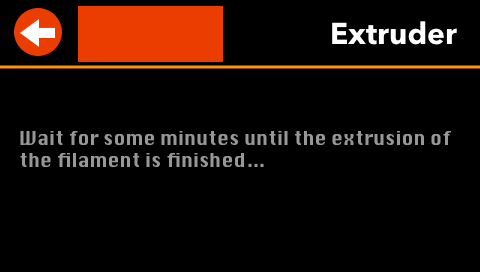 Extruder
Wait for some minutes until the extrusion of
the filament is finished...